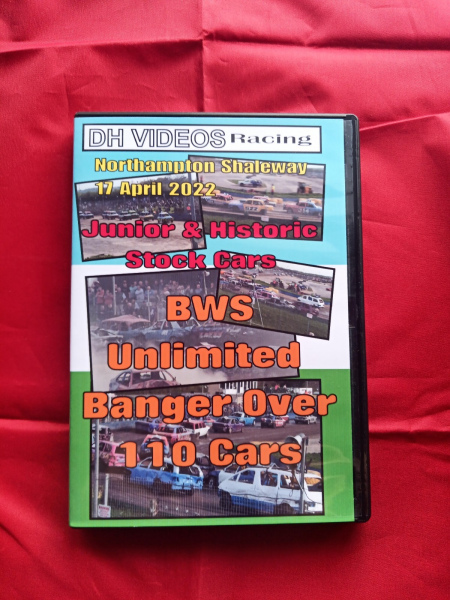 DH VIDEOS Racing
Northampton Shaleway
17 April 2022
Junior & Historic
Stock Cars
BWS
Unlimited
Banger Over
110 Cars